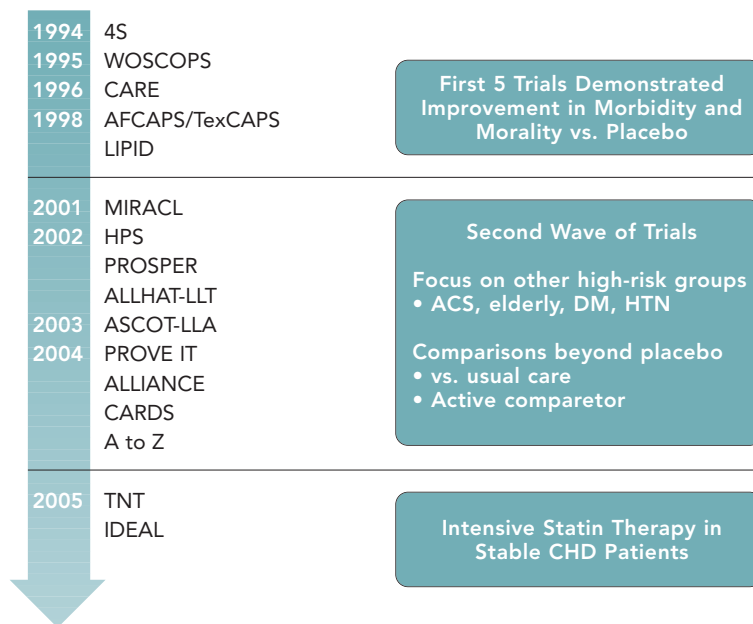 1994 4S
1995 WOSCOPS
1996 CARE
1998 AFCAPS/TexCAPS
LIPID
First 5 Trials Demonstrated
Improvement in Morbidity and
Morality vs. Placebo
2001 MIRACL
2002 HPS
PROSPER
ALLHAT-LLT
2003 ASCOT-LLA
2004 PROVE IT
ALLIANCE
CARDS
A to Z
Second Wave of Trials
Focus on other high-risk groups
• ACS, elderly, DM, HTN
Comparisons beyond placebo
• vs. usual care
• Active comparetor
2005 TNT
IDEAL
Intensive Statin Therapy in
Stable CHD Patients